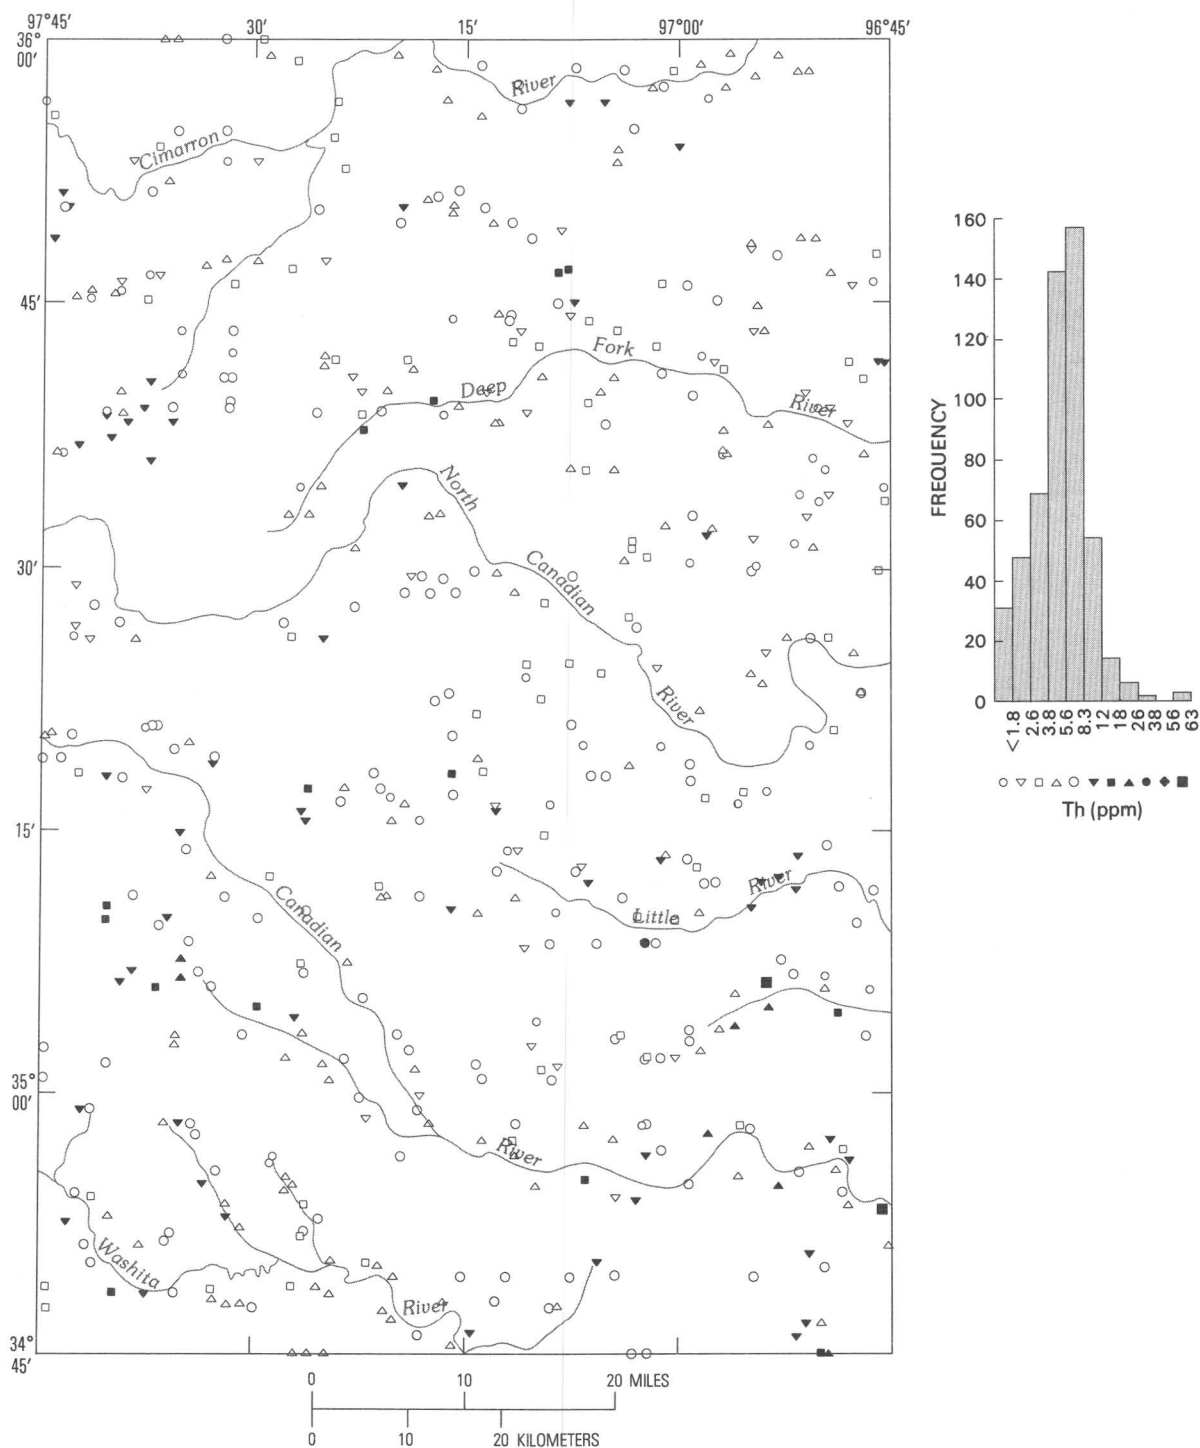 97°45′ 30′ 15′ 97°00′ 96°45′
36°
00′
River
Cimarron
45′
Fork
Deep
River
North
30′
Canadian
River
15′
Canadian
River
Little
35°
00′
River
Washita
River
34°
45′
0 10 20 MILES
0 10 20 KILOMETERS
160
140
120
100
80
60
40
20
0
FREQUENCY
<1.8 2.6 3.8 5.6 8.3 12 18 26 38 56 63
Th (ppm)